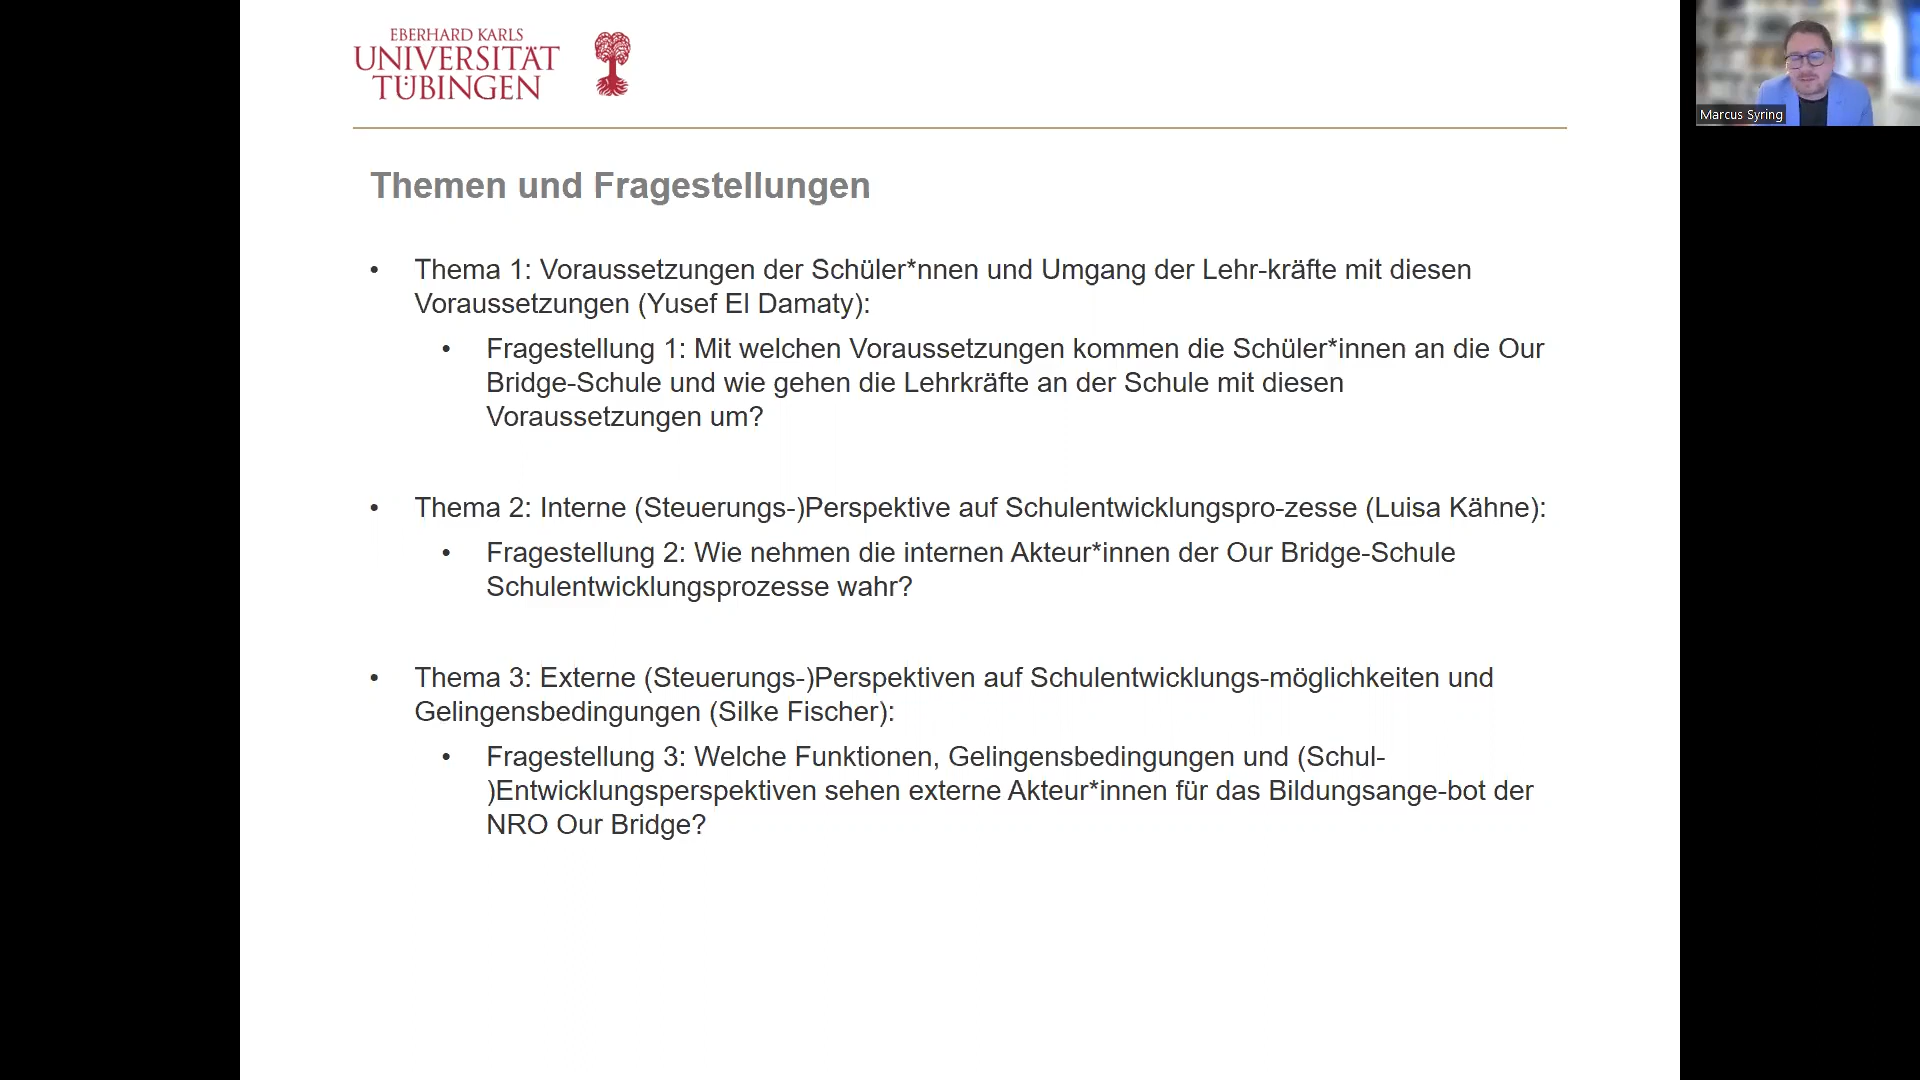 EBERHARD KARLS
UNIVERSITÄT
TÜBINGEN
Marcus Syring
Themen und Fragestellungen
• Thema 1: Voraussetzungen der Schüler*nnen und Umgang der Lehr-kräfte mit diesen
Voraussetzungen (Yusef El Damaty):
• Fragestellung 1: Mit welchen Voraussetzungen kommen die Schüler*innen an die Our
Bridge-Schule und wie gehen die Lehrkräfte an der Schule mit diesen
Voraussetzungen um?
• Thema 2: Interne (Steuerungs-)Perspektive auf Schulentwicklungspro-zesse (Luisa Kähne):
• Fragestellung 2: Wie nehmen die internen Akteur*innen der Our Bridge-Schule
Schulentwicklungsprozesse wahr?
• Thema 3: Externe (Steuerungs-)Perspektiven auf Schulentwicklungs-möglichkeiten und
Gelingensbedingungen (Silke Fischer):
• Fragestellung 3: Welche Funktionen, Gelingensbedingungen und (Schul-
)Entwicklungsperspektiven sehen externe Akteur*innen für das Bildungsange-bot der
NRO Our Bridge?